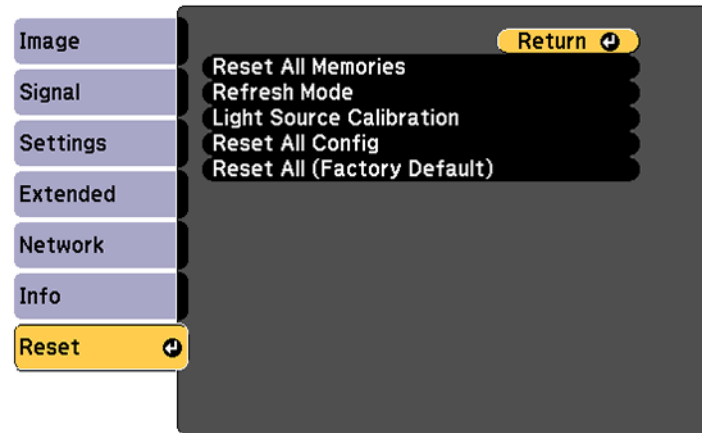 Image
Signal
Settings
Extended
Network
Info
Reset
Return
Reset All Memories
Refresh Mode
Light Source Calibration
Reset All Config
Reset All (Factory Default)